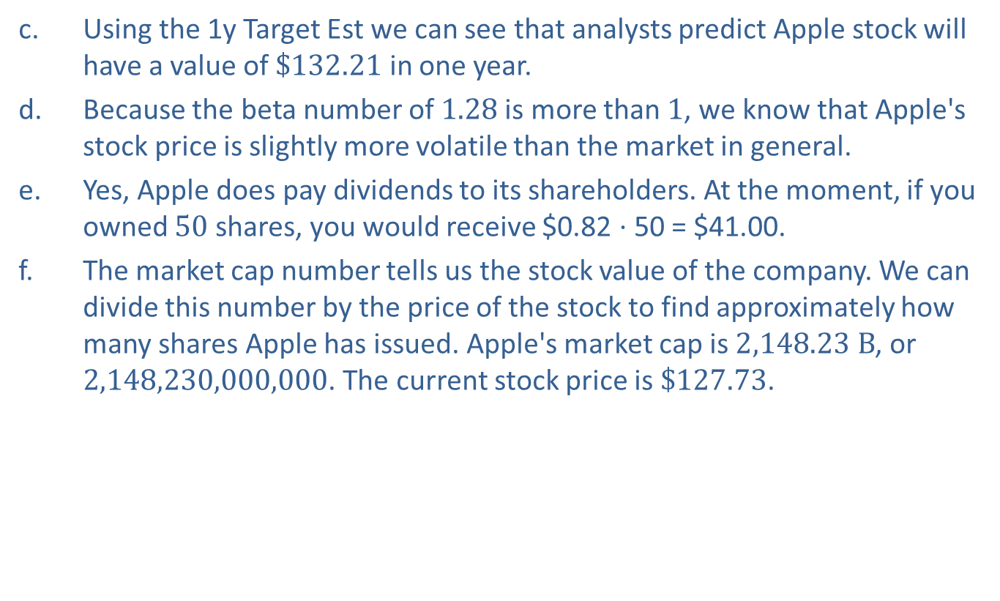 c. Using the 1y Target Est we can see that analysts predict Apple stock will
have a value of $132.21 in one year.
d. Because the beta number of 1.28 is more than 1, we know that Apple's
stock price is slightly more volatile than the market in general.
e. Yes, Apple does pay dividends to its shareholders. At the moment, if you
owned 50 shares, you would receive $0.82 · 50 = $41.00.
f. The market cap number tells us the stock value of the company. We can
divide this number by the price of the stock to find approximately how
many shares Apple has issued. Apple's market cap is 2,148.23 B, or
2,148,230,000,000. The current stock price is $127.73.